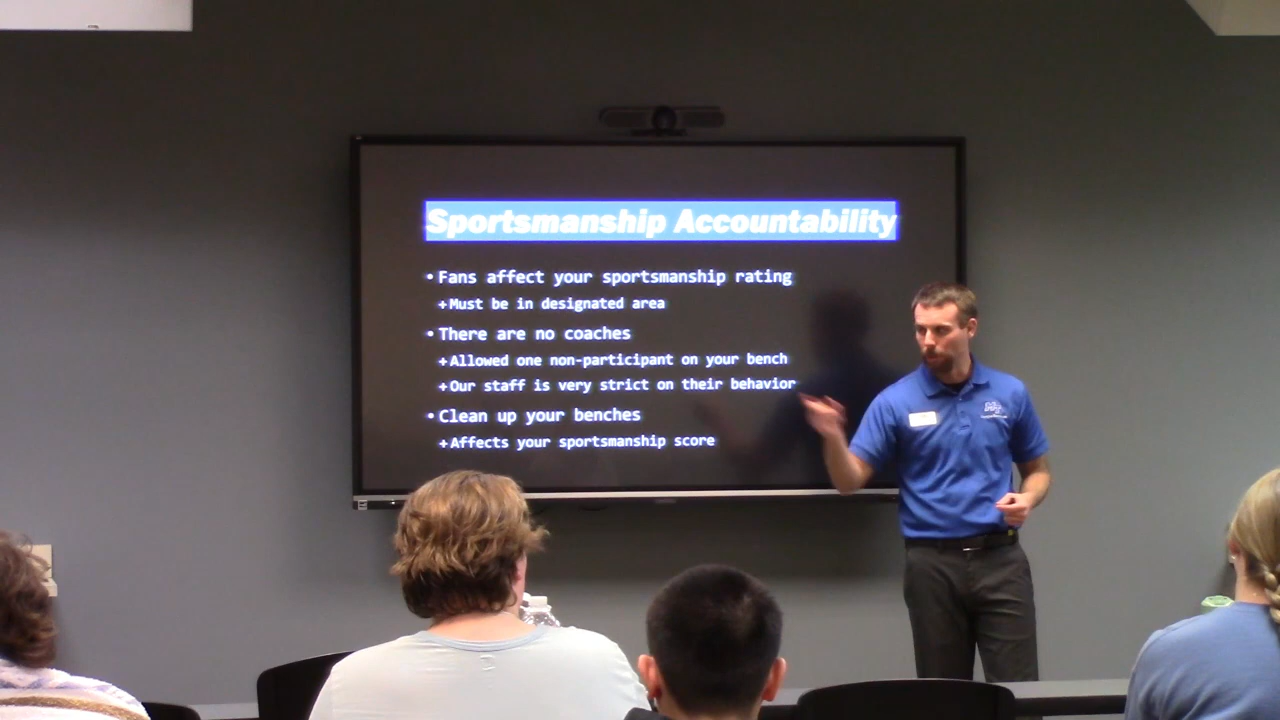 Sportsmanship Accountability
• Fans affect your sportsmanship rating
+Must be in designated area
• There are no coaches
+Allowed one non-participant on your bench
+Our staff is very strict on their behavior
• Clean up your benches
+Affects your sportsmanship score